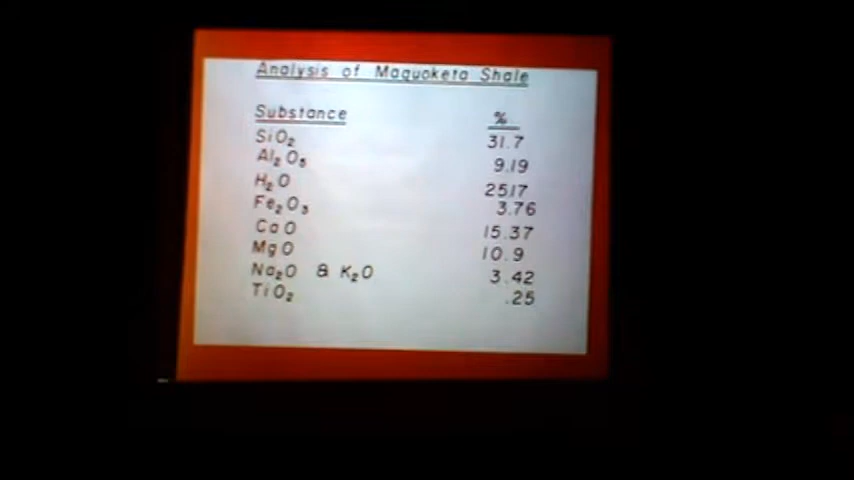 Analysis of Maquoketa Shale
Substance %
SiO₂ 31.7
Al₂O₃ 9.19
H₂O 25.17
Fe₂O₃ 3.76
CaO 15.37
MgO 10.9
Na₂O & K₂O 3.42
TiO₂ .25